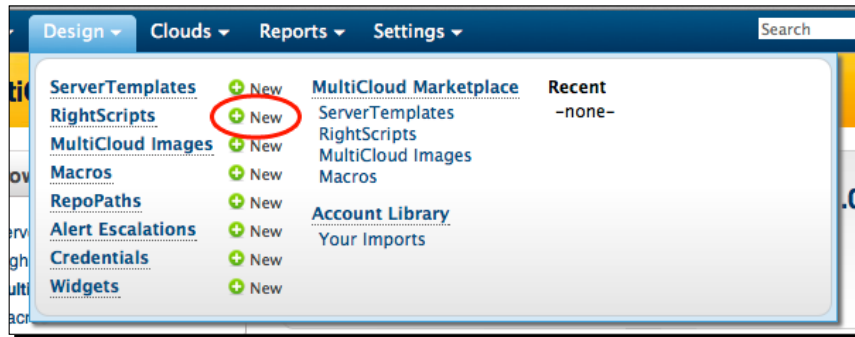 Design Clouds Reports Settings Search
ServerTemplates New
RightScripts New
MultiCloud Images New
Macros New
RepoPaths New
Alert Escalations New
Credentials New
Widgets New
MultiCloud Marketplace
ServerTemplates
RightScripts
MultiCloud Images
Macros
Account Library
Your Imports
Recent
-none-